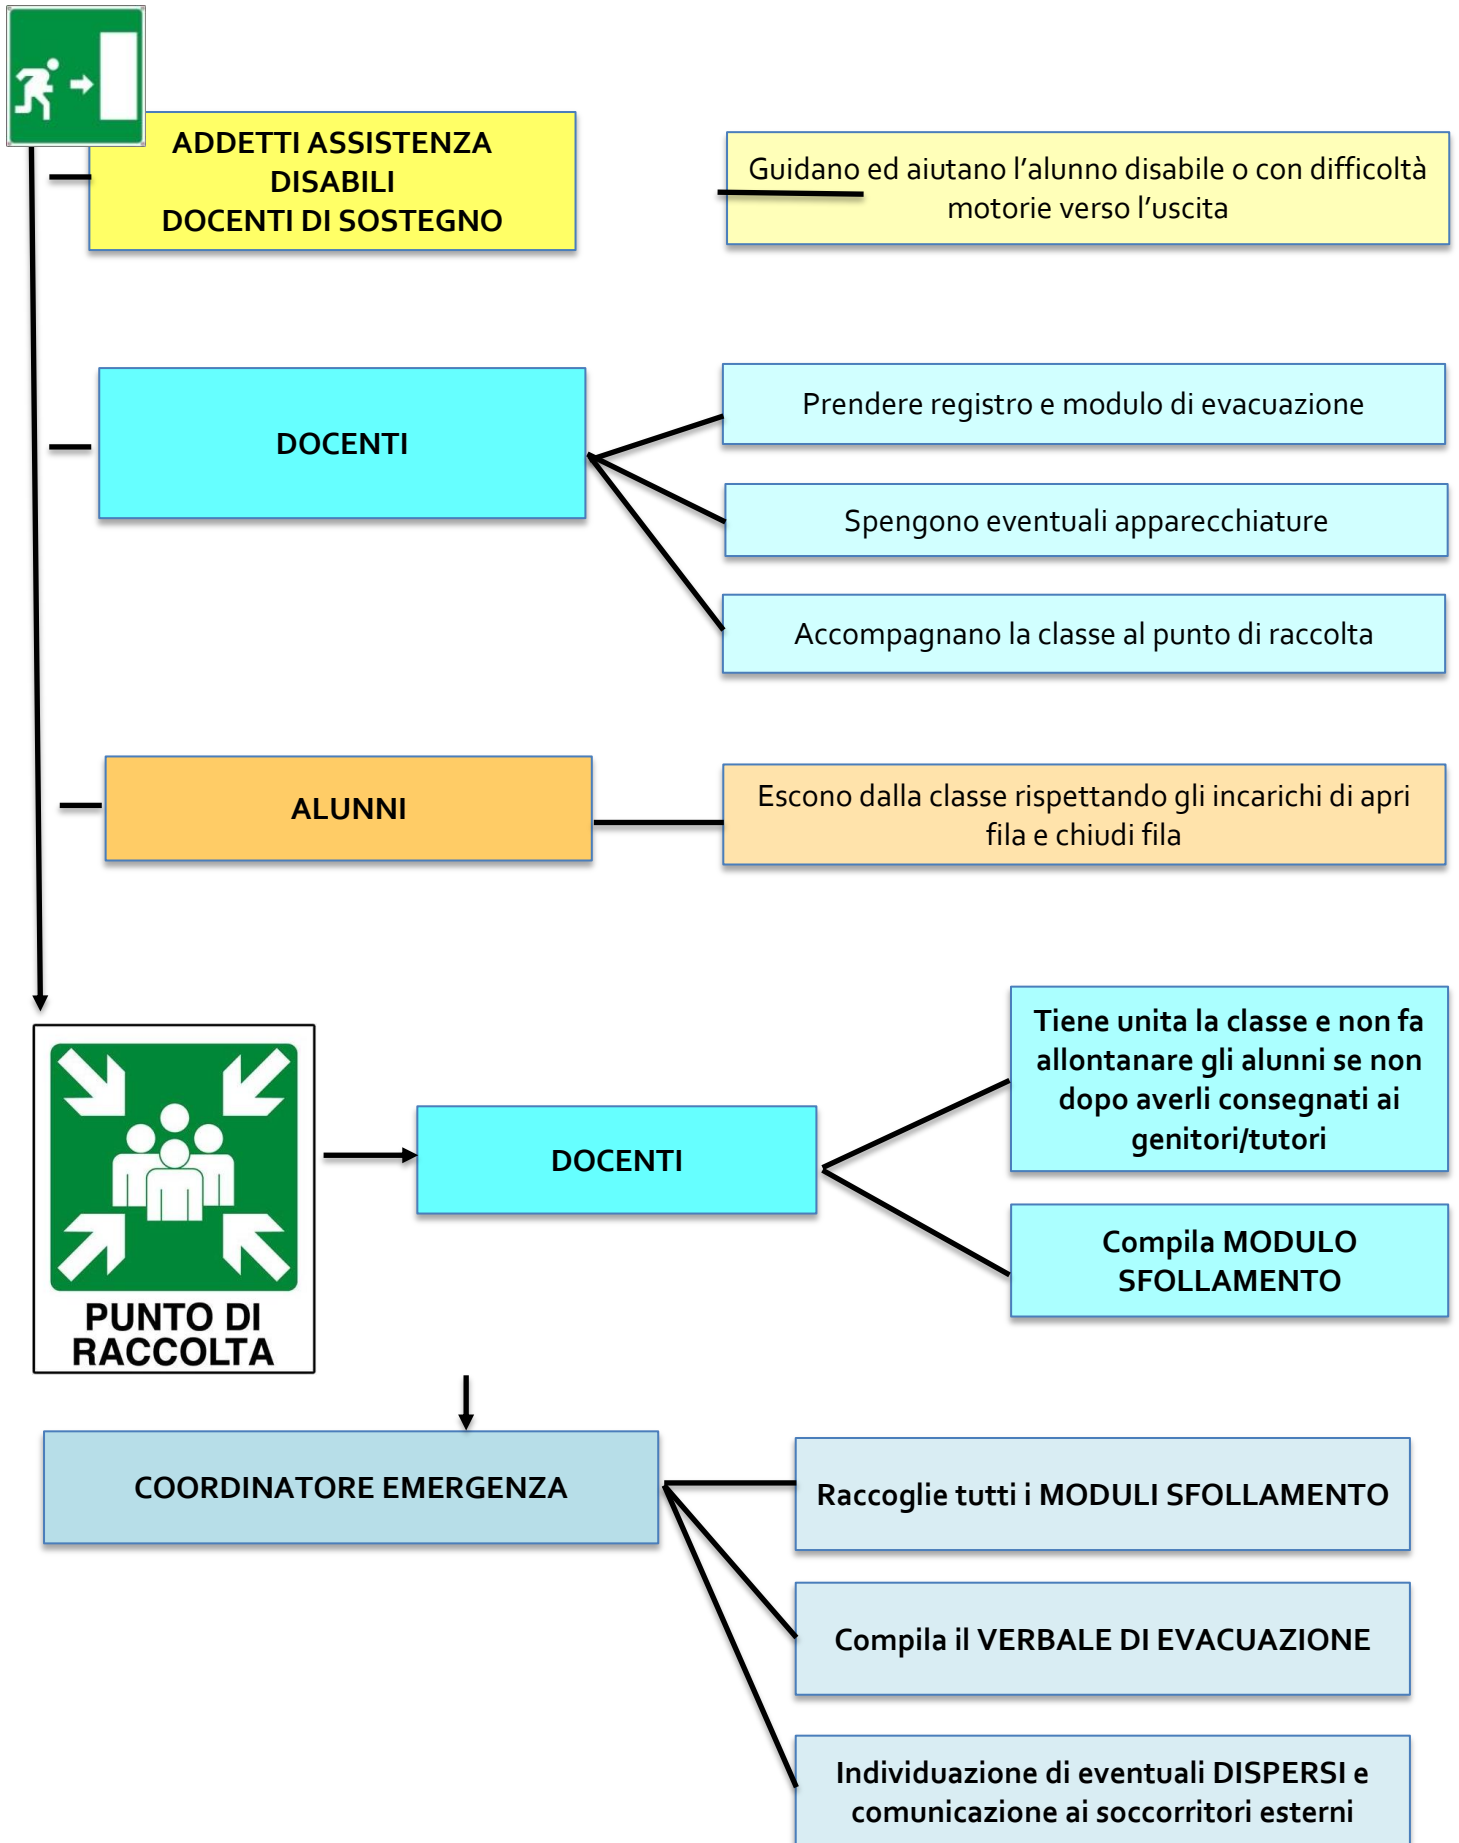 ADDETTI ASSISTENZA
DISABILI
DOCENTI DI SOSTEGNO
Guidano ed aiutano l’alunno disabile o con difficoltà
motorie verso l’uscita
DOCENTI
Prendere registro e modulo di evacuazione
Spengono eventuali apparecchiature
Accompagnano la classe al punto di raccolta
ALUNNI
Escono dalla classe rispettando gli incarichi di apri
fila e chiudi fila
PUNTO DI
RACCOLTA
DOCENTI
Tiene unita la classe e non fa
allontanare gli alunni se non
dopo averli consegnati ai
genitori/tutori
Compila MODULO
SFOLLAMENTO
COORDINATORE EMERGENZA
Raccoglie tutti i MODULI SFOLLAMENTO
Compila il VERBALE DI EVACUAZIONE
Individuazione di eventuali DISPERSI e
comunicazione ai soccorritori esterni